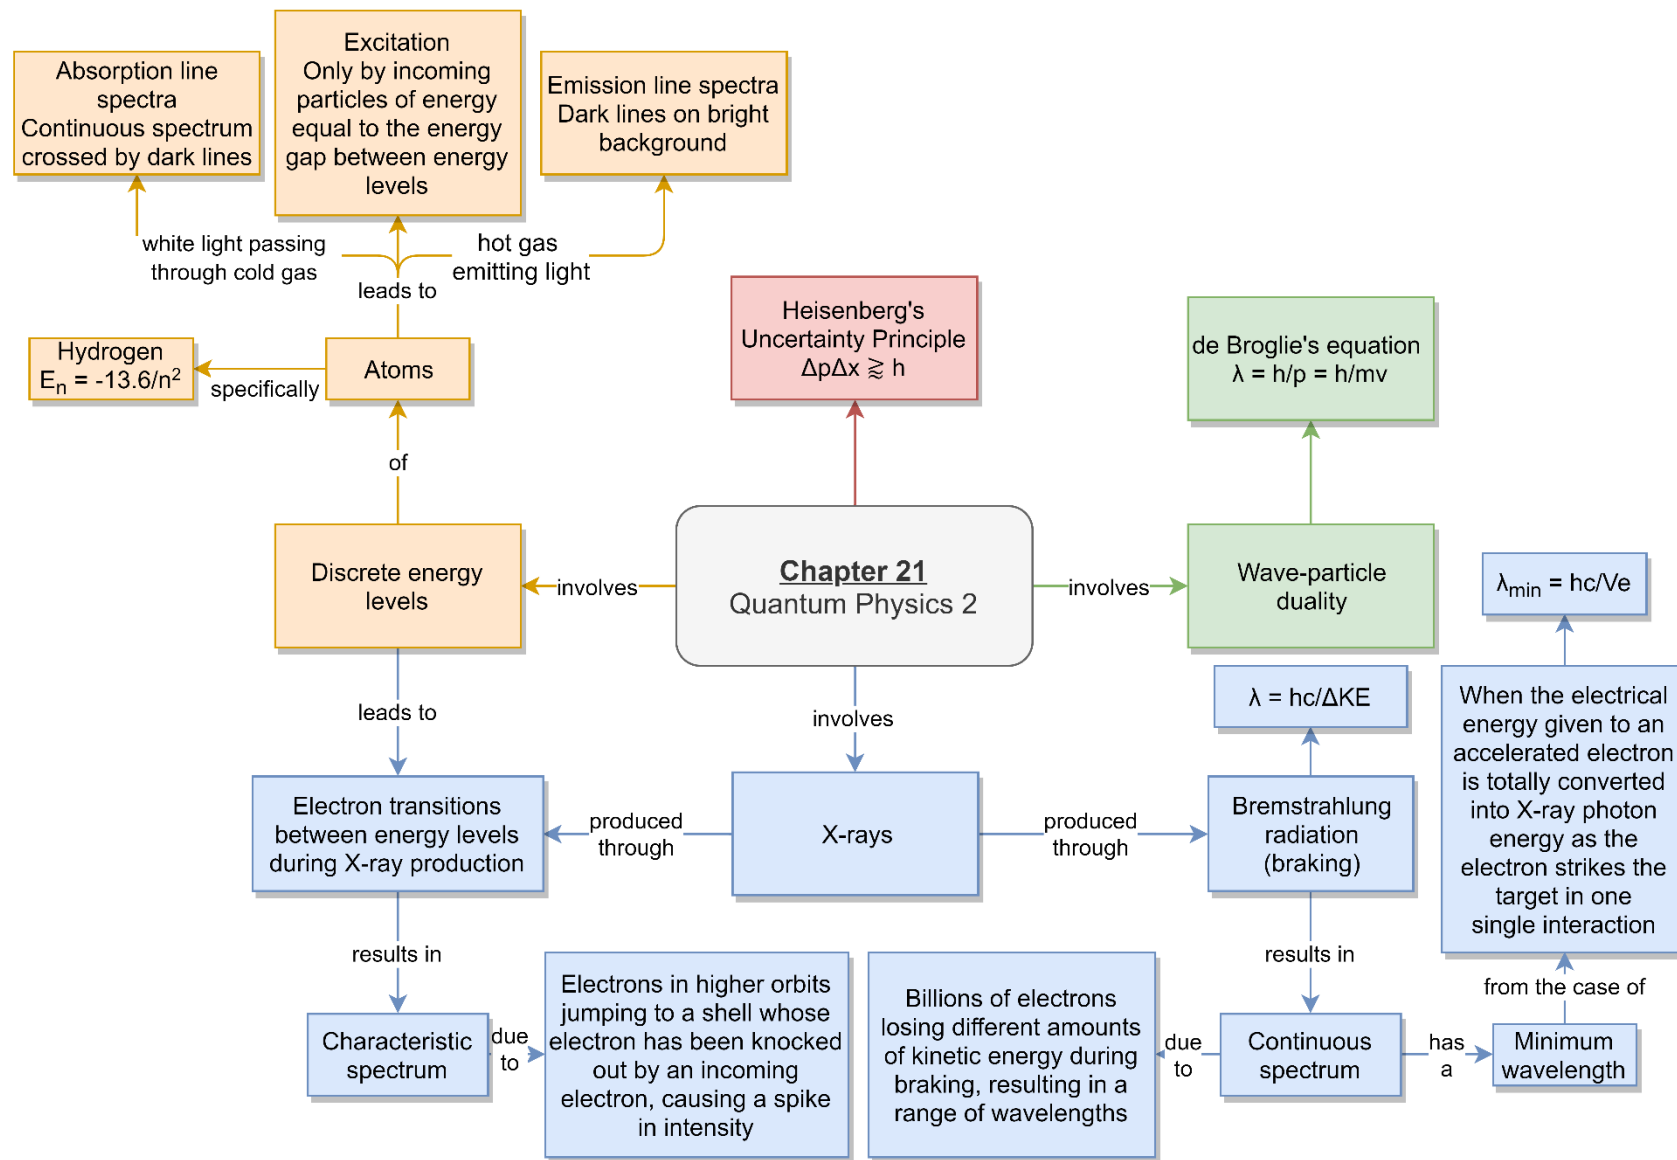 Absorption line
spectra
Continuous spectrum
crossed by dark lines
Excitation
Only by incoming
particles of energy
equal to the energy
gap between energy
levels
Emission line spectra
Dark lines on bright
background
white light passing
through cold gas
hot gas
emitting light
leads to
Hydrogen
Eₙ = -13.6/n²
specifically
Atoms
of
Heisenberg's
Uncertainty Principle
ΔpΔx ⪆ h
de Broglie's equation
λ = h/p = h/mv
Discrete energy
levels
involves
Chapter 21
Quantum Physics 2
involves
Wave-particle
duality
λmin = hc/Ve
leads to
involves
λ = hc/ΔKE
When the electrical
energy given to an
accelerated electron
is totally converted
into X-ray photon
energy as the
electron strikes the
target in one
single interaction
Electron transitions
between energy levels
during X-ray production
produced
through
X-rays
produced
through
Bremstrahlung
radiation
(braking)
results in
results in
from the case of
Characteristic
spectrum
due
to
Electrons in higher orbits
jumping to a shell whose
electron has been knocked
out by an incoming
electron, causing a spike
in intensity
Billions of electrons
losing different amounts
of kinetic energy during
braking, resulting in a
range of wavelengths
due
to
Continuous
spectrum
has
a
Minimum
wavelength